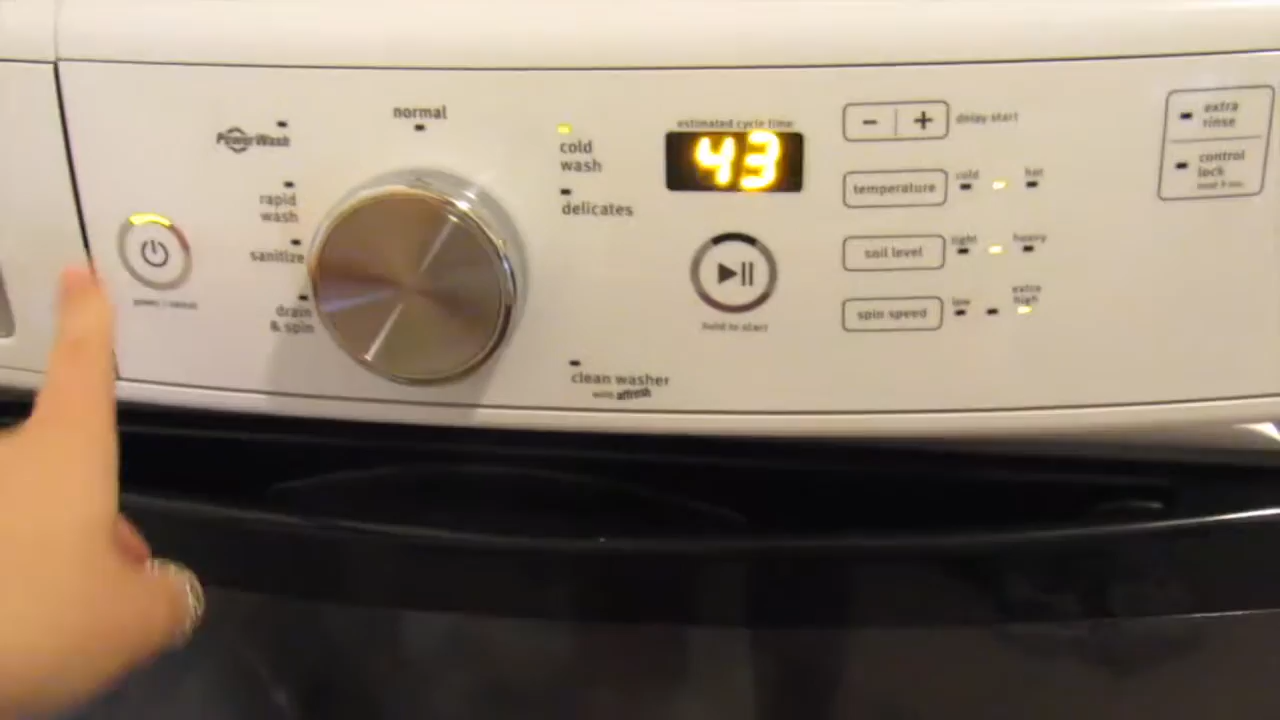 PowerWash
rapid
wash
sanitize
drain
& spin
normal
cold
wash
delicates
clean washer
with affresh
estimated cycle time
43
hold to start
- +
delay start
temperature
cold
hot
soil level
light
heavy
spin speed
low
extra
high
extra
rinse
control
lock